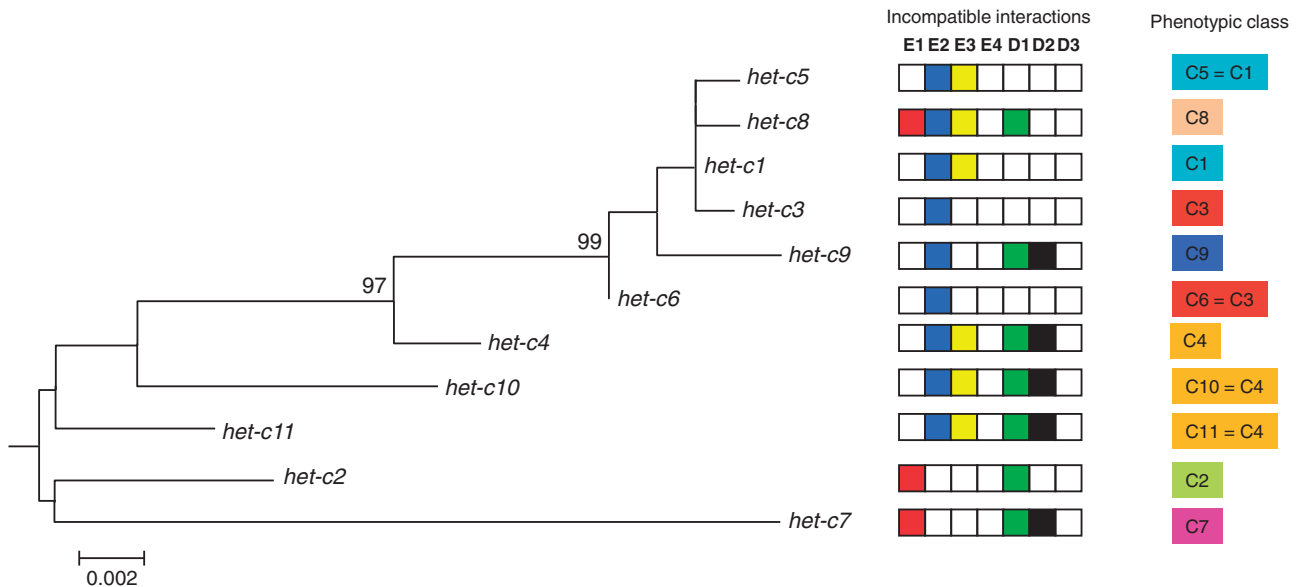 Incompatible interactions
Phenotypic class
E1 E2 E3 E4 D1 D2 D3
het-c5
C5 = C1
het-c8
C8
het-c1
C1
het-c3
C3
99
het-c9
C9
97
het-c6
C6 = C3
het-c4
C4
het-c10
C10 = C4
het-c11
C11 = C4
het-c2
C2
het-c7
C7
0.002